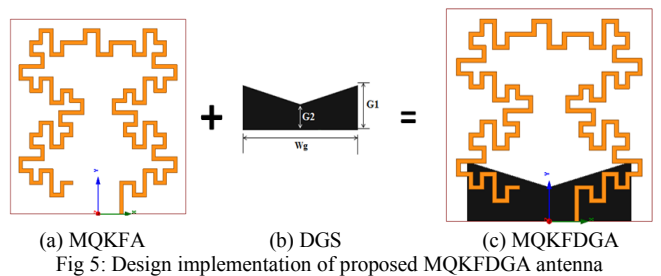 +
G1
G2
Wg
=
(a) MQKFA (b) DGS (c) MQKFDGA
Fig 5: Design implementation of proposed MQKFDGA antenna